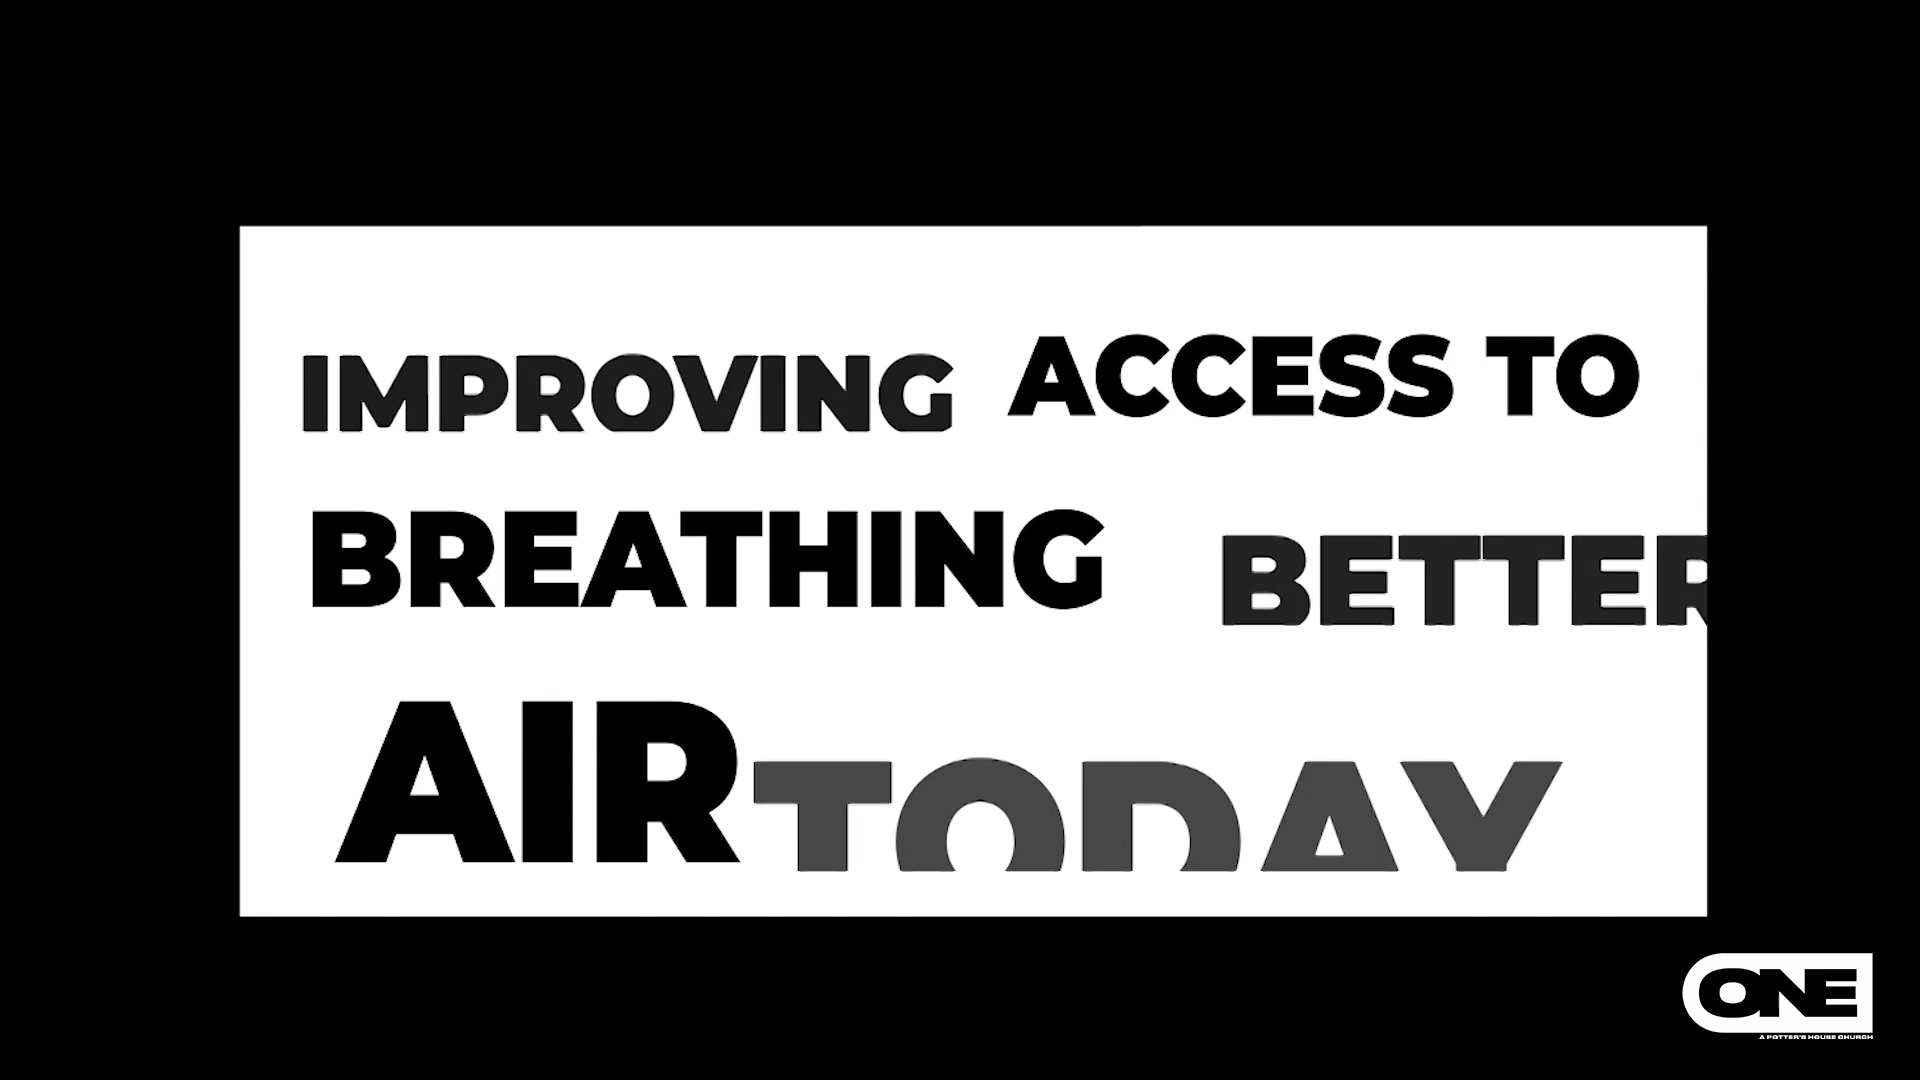 IMPROVING ACCESS TO
BREATHING BETTER
AIR TODAY
ONE
A POTTER'S HOUSE CHURCH